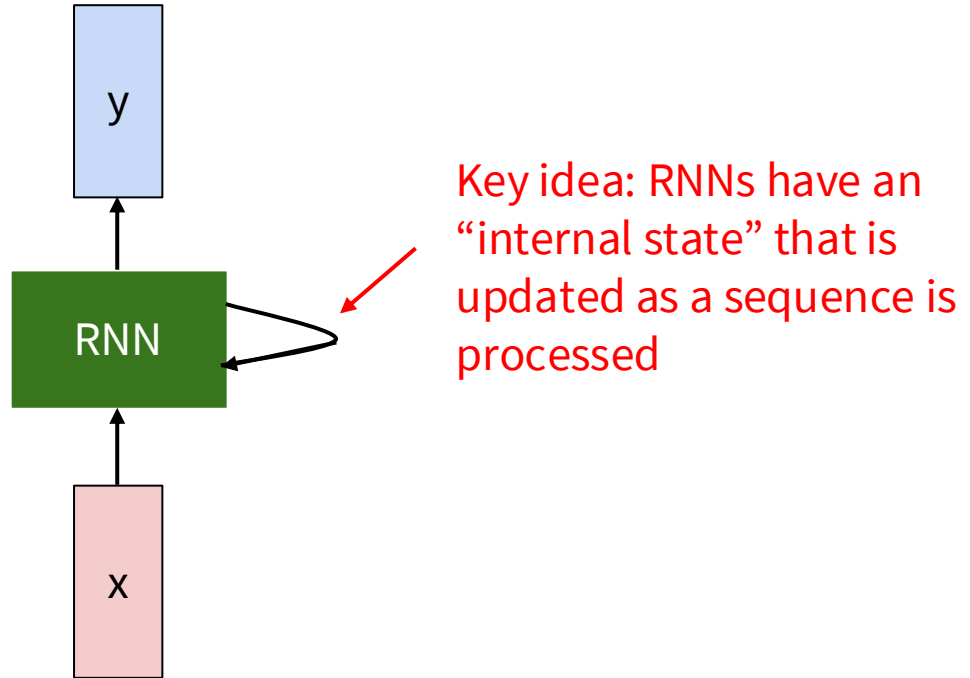 y
Key idea: RNNs have an
“internal state” that is
updated as a sequence is
processed
RNN
x